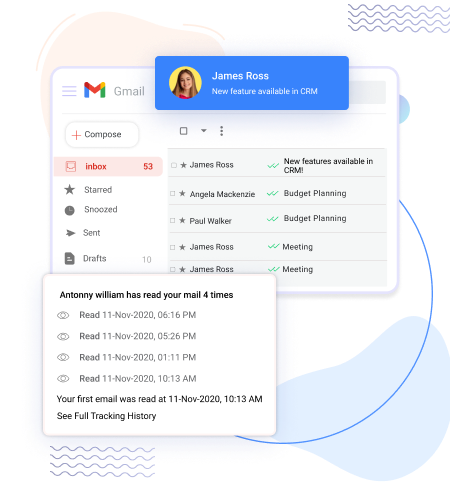 James Ross
New feature available in CRM
Gmail
Compose
inbox 53
Starred
Snoozed
Sent
Drafts 10
James Ross New features available in
CRM!
Angela Mackenzie Budget Planning
Paul Walker Budget Planning
James Ross Meeting
James Ross Meeting
Antonny william has read your mail 4 times
Read 11-Nov-2020, 06:16 PM
Read 11-Nov-2020, 05:26 PM
Read 11-Nov-2020, 01:11 PM
Read 11-Nov-2020, 10:13 AM
Your first email was read at 11-Nov-2020, 10:13 AM
See Full Tracking History